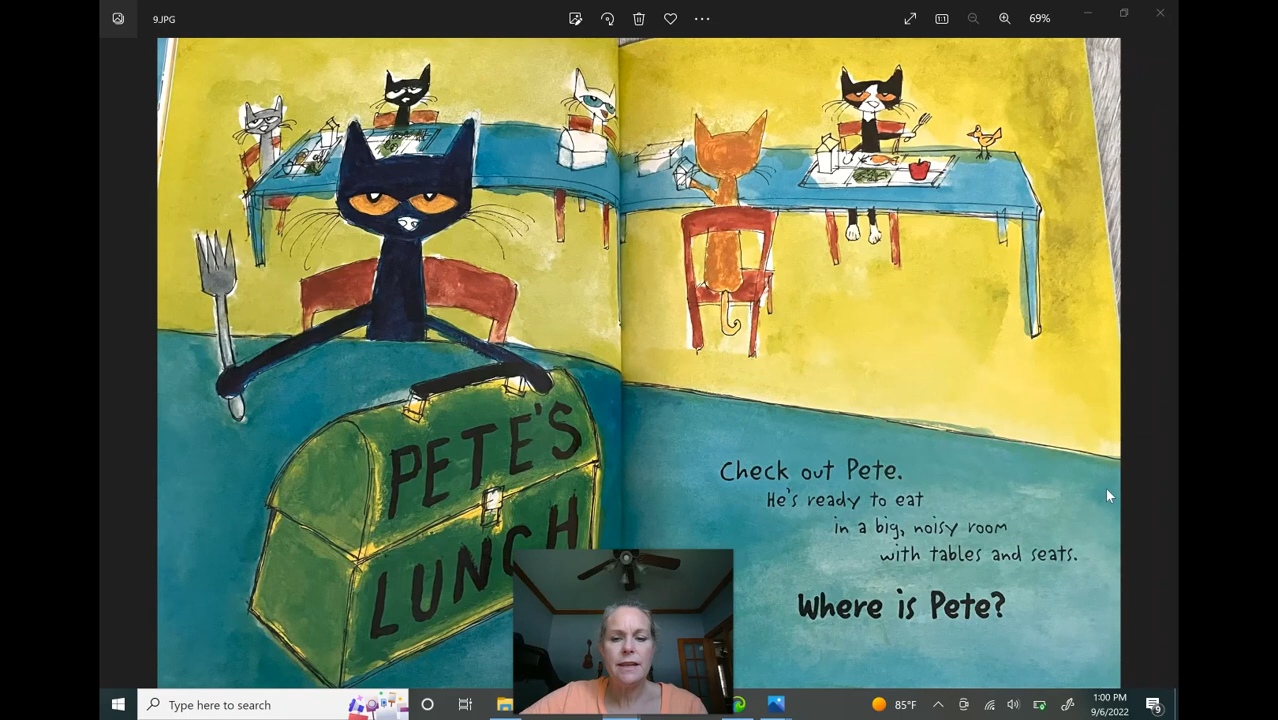 9.JPG
69%
PETE'S
LUNCH
Check out Pete.
He's ready to eat
in a big, noisy room
with tables and seats.
Where is Pete?
Type here to search
85°F
1:00 PM
9/6/2022
9